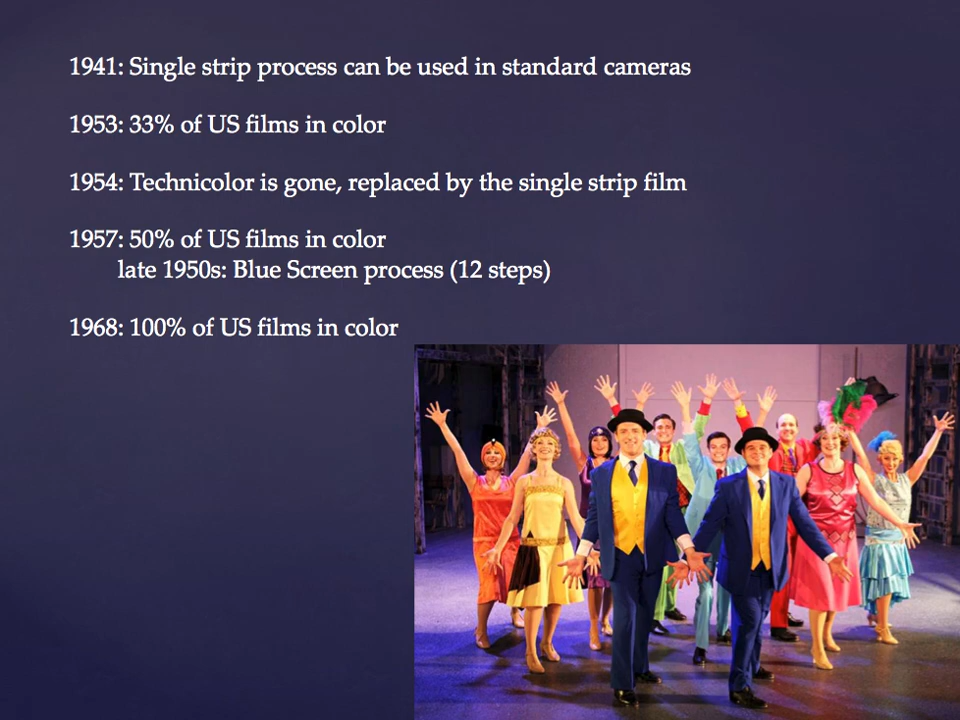 1941: Single strip process can be used in standard cameras
1953: 33% of US films in color
1954: Technicolor is gone, replaced by the single strip film
1957: 50% of US films in color
late 1950s: Blue Screen process (12 steps)
1968: 100% of US films in color